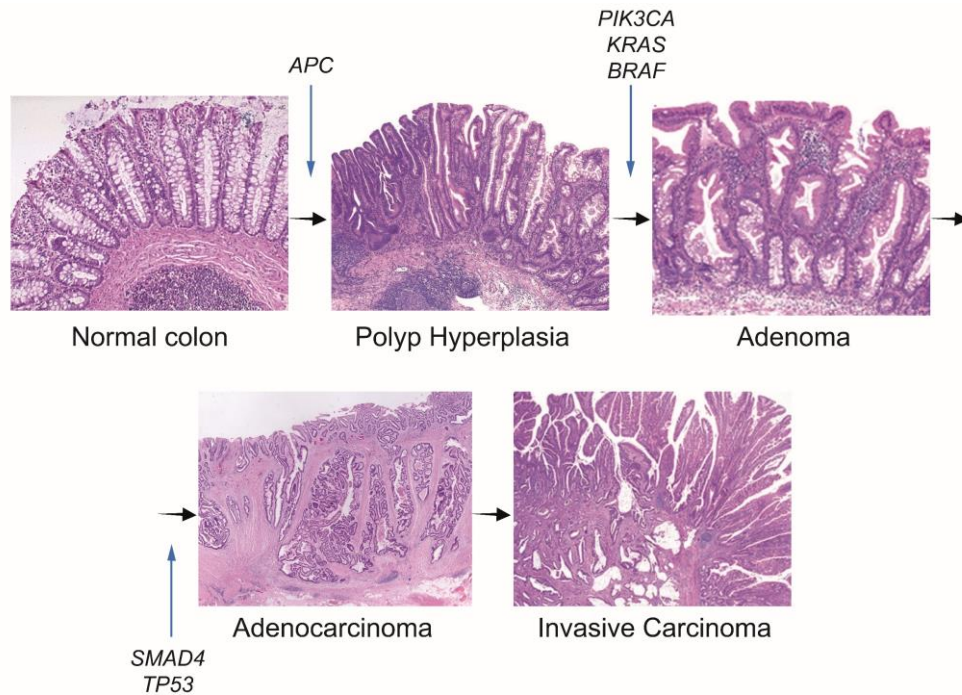 APC
PIK3CA
KRAS
BRAF
Normal colon
Polyp Hyperplasia
Adenoma
Adenocarcinoma
Invasive Carcinoma
SMAD4
TP53